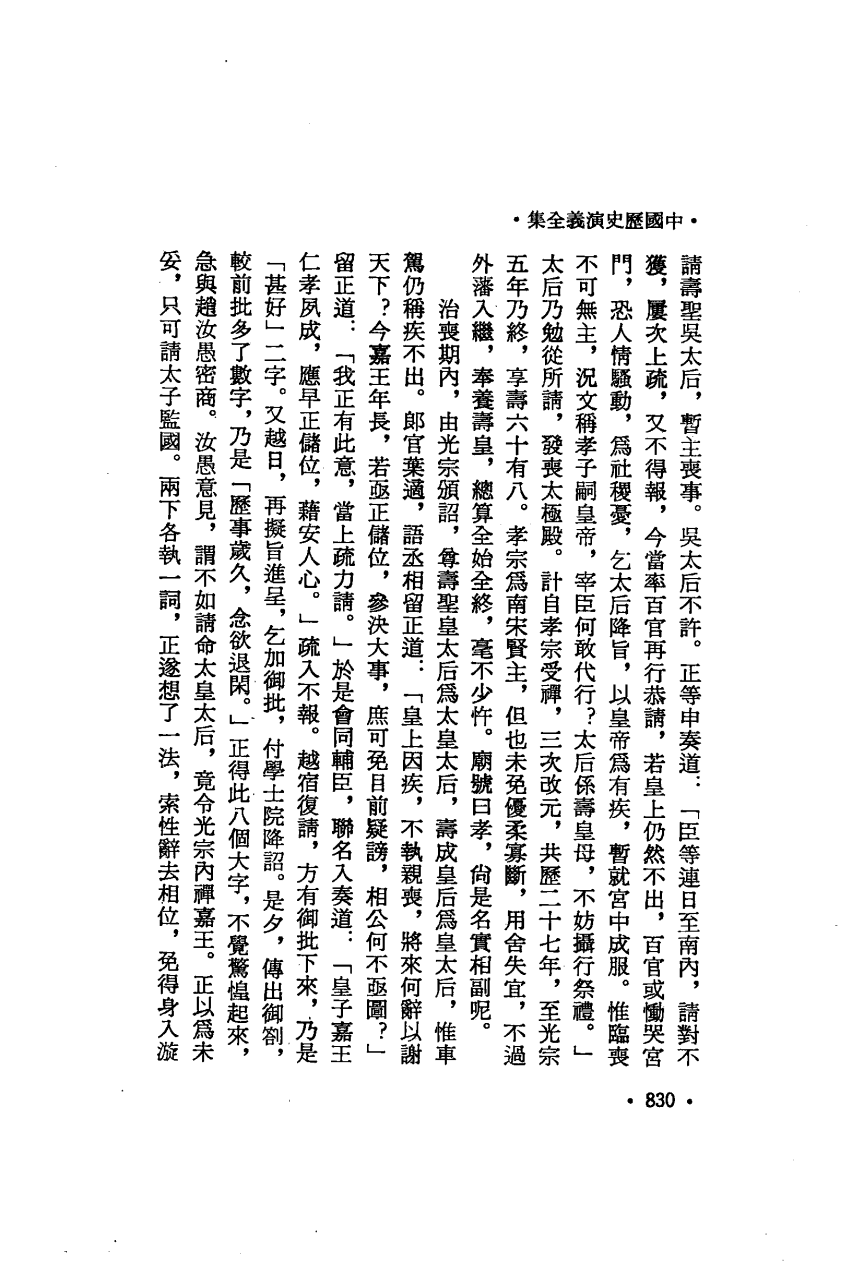 •中國歷史演義全集•
請壽聖吳太后，暫主喪事。吳太后不許。正等申奏道：「臣等連日至南內，請對不
獲，屢次上疏，又不得報，今當率百官再行恭請，若皇上仍然不出，百官或慟哭宮
門，恐人情騷動，爲社稷憂，乞太后降旨，以皇帝爲有疾，暫就宮中成服。惟臨喪
不可無主，況文稱孝子嗣皇帝，宰臣何敢代行？太后係壽皇母，不妨攝行祭禮。」
太后乃勉從所請，發喪太極殿。計自孝宗受禪，三次改元，共歷二十七年，至光宗
五年乃終，享壽六十有八。孝宗爲南宋賢主，但也未免優柔寡斷，用舍失宜，不過
外藩入繼，奉養壽皇，總算全始全終，毫不少忤。廟號曰孝，尙是名實相副呢。
治喪期內，由光宗頒詔，尊壽聖皇太后爲太皇太后，壽成皇后爲皇太后，惟車
駕仍稱疾不出。郎官葉適，語丞相留正道：「皇上因疾，不執親喪，將來何辭以謝
天下？今嘉王年長，若亟正儲位，參決大事，庶可免目前疑謗，相公何不亟圖？」
留正道：「我正有此意，當上疏力請。」於是會同輔臣，聯名入奏道：「皇子嘉王
仁孝夙成，應早正儲位，藉安人心。」疏入不報。越宿復請，方有御批下來，乃是
「甚好」二字。又越日，再擬旨進呈，乞加御批，付學士院降詔。是夕，傳出御劄，
較前批多了數字，乃是「歷事歲久，念欲退閑。」正得此八個大字，不覺驚惶起來，
急與趙汝愚密商。汝愚意見，謂不如請命太皇太后，竟令光宗內禪嘉王。正以爲未
妥，只可請太子監國。兩下各執一詞，正遂想了一法，索性辭去相位，免得身入漩
•830•